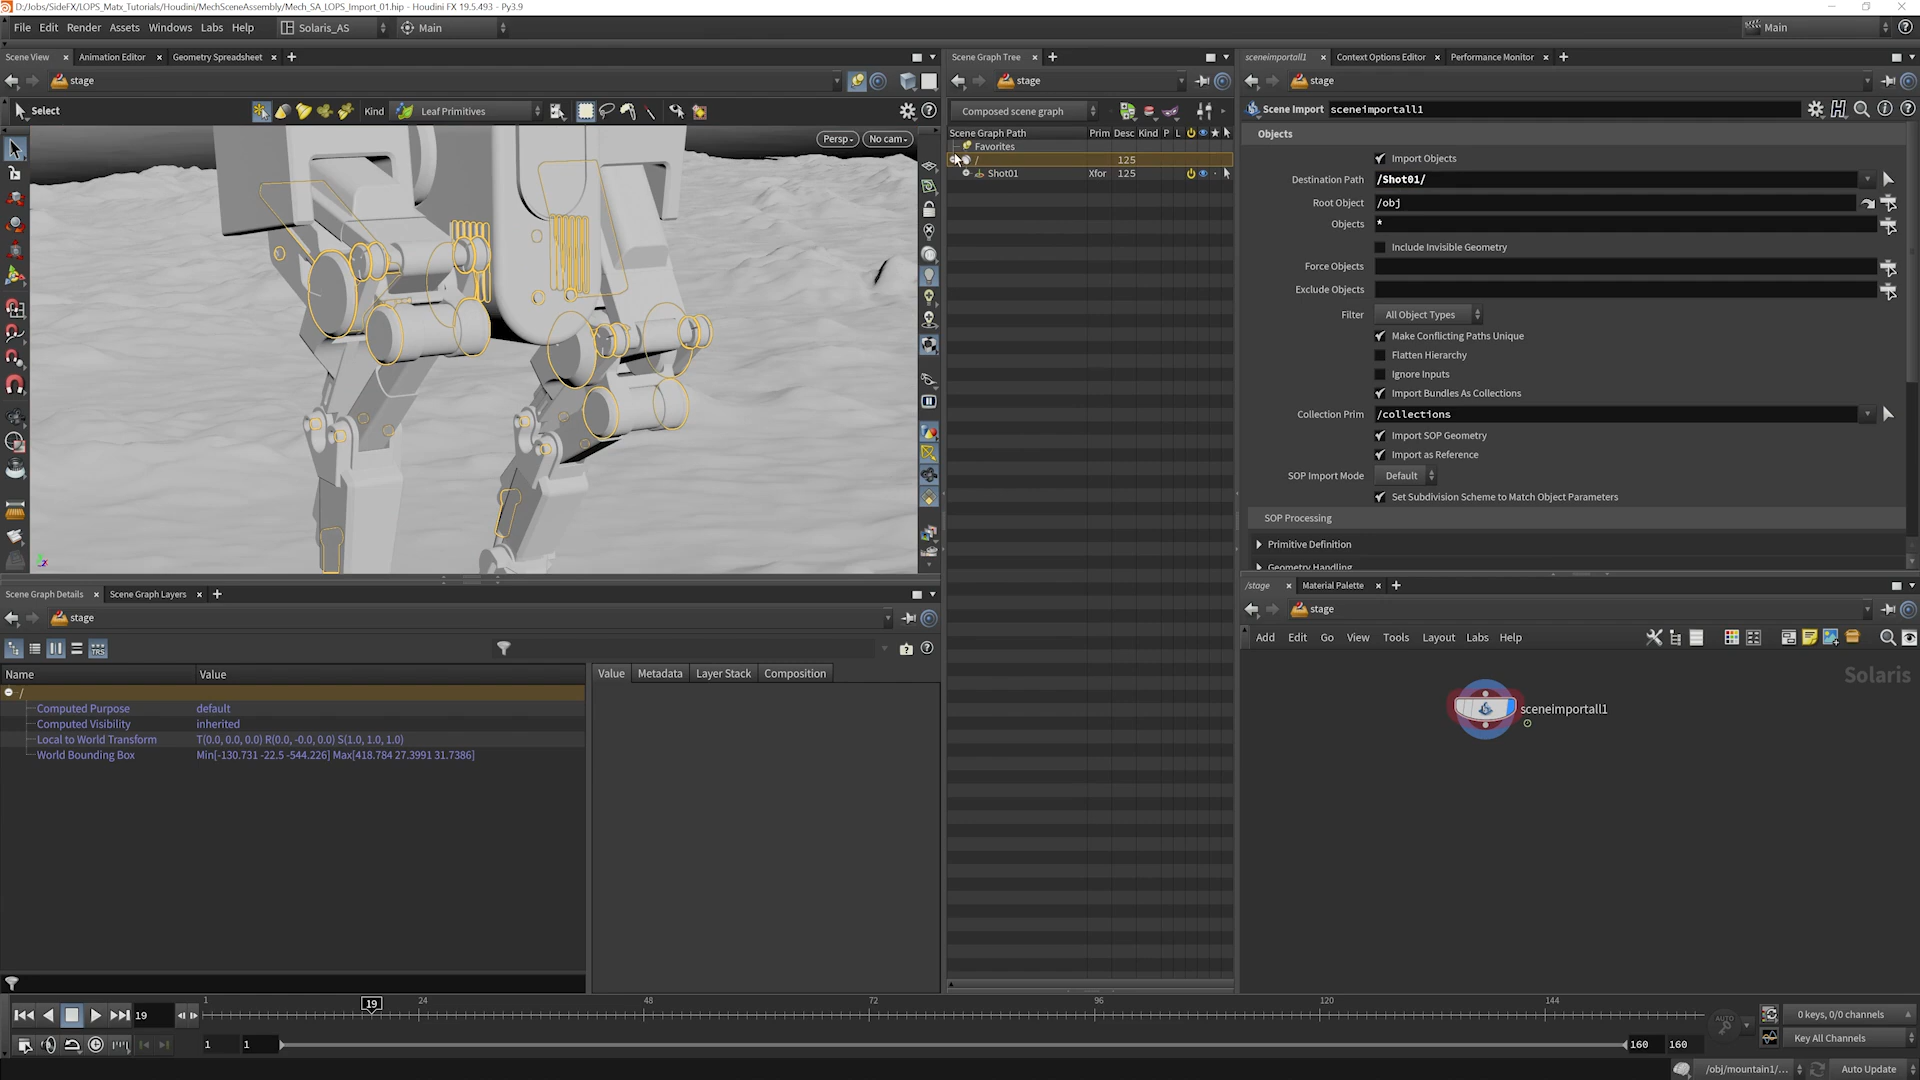 D:/Jobs/SideFX/LOPS_Matx_Tutorials/Houdini/MechSceneAssembly/Mech_SA_LOPS_Import_01.hip - Houdini FX 19.5.493 - Py3.9
File Edit Render Assets Windows Labs Help Solaris_AS Main Main
Scene View Animation Editor Geometry Spreadsheet
stage
Select Kind Leaf Primitives
Persp No cam
Scene Graph Tree
stage
Composed scene graph
Scene Graph Path Prim Desc Kind P L
Favorites
/ 125
Shot01 Xfor 125
sceneimportall1 Context Options Editor Performance Monitor
stage
Scene Import sceneimportall1
Objects
Import Objects
Destination Path /Shot01/
Root Object /obj
Objects *
Include Invisible Geometry
Force Objects
Exclude Objects
Filter All Object Types
Make Conflicting Paths Unique
Flatten Hierarchy
Ignore Inputs
Import Bundles As Collections
Collection Prim /collections
Import SOP Geometry
Import as Reference
SOP Import Mode Default
Set Subdivision Scheme to Match Object Parameters
SOP Processing
Primitive Definition
Geometry Handling
Scene Graph Details Scene Graph Layers
stage
TRS
Name Value
/
Computed Purpose default
Computed Visibility inherited
Local to World Transform T(0.0, 0.0, 0.0) R(0.0, -0.0, 0.0) S(1.0, 1.0, 1.0)
World Bounding Box Min[-130.731 -22.5 -544.226] Max[418.784 27.3991 31.7386]
Value Metadata Layer Stack Composition
/stage Material Palette
stage
Add Edit Go View Tools Layout Labs Help
Solaris
sceneimportall1
19
1 19 24 48 72 96 120 144
AUTO
0 keys, 0/0 channels
1 1 160 160
Key All Channels
/obj/mountain1/... Auto Update